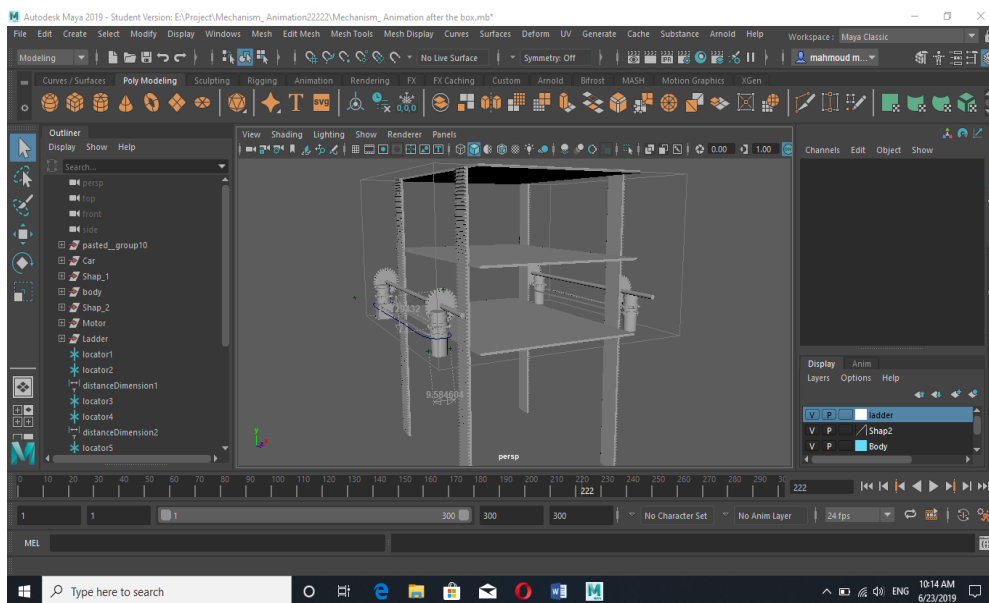 Autodesk Maya 2019 - Student Version: E:\Project\Mechanism_ Animation22222\Mechanism_ Animation after the box.mb*
File Edit Create Select Modify Display Windows Mesh Edit Mesh Mesh Tools Mesh Display Curves Surfaces Deform UV Generate Cache Substance Arnold Help Workspace : Maya Classic
Modeling No Live Surface Symmetry: Off mahmoud m...
Curves / Surfaces Poly Modeling Sculpting Rigging Animation Rendering FX FX Caching Custom Arnold Bifrost MASH Motion Graphics XGen
T SVG 0,0,0
Outliner
Display Show Help
Search...
persp
top
front
side
pasted__group10
Car
Shap_1
body
Shap_2
Motor
Ladder
locator1
locator2
distanceDimension1
locator3
locator4
distanceDimension2
locator5
View Shading Lighting Show Renderer Panels
0.00 1.00
9.584604
persp
Channels Edit Object Show
Display Anim
Layers Options Help
V P ladder
V P Shap2
V P Body
0 10 20 30 40 50 60 70 80 90 100 110 120 130 140 150 160 170 180 190 200 210 220 230 240 250 260 270 280 290
222
222
1 1 1 300 300 300 No Character Set No Anim Layer 24 fps
MEL
Type here to search
ENG
10:14 AM
6/23/2019